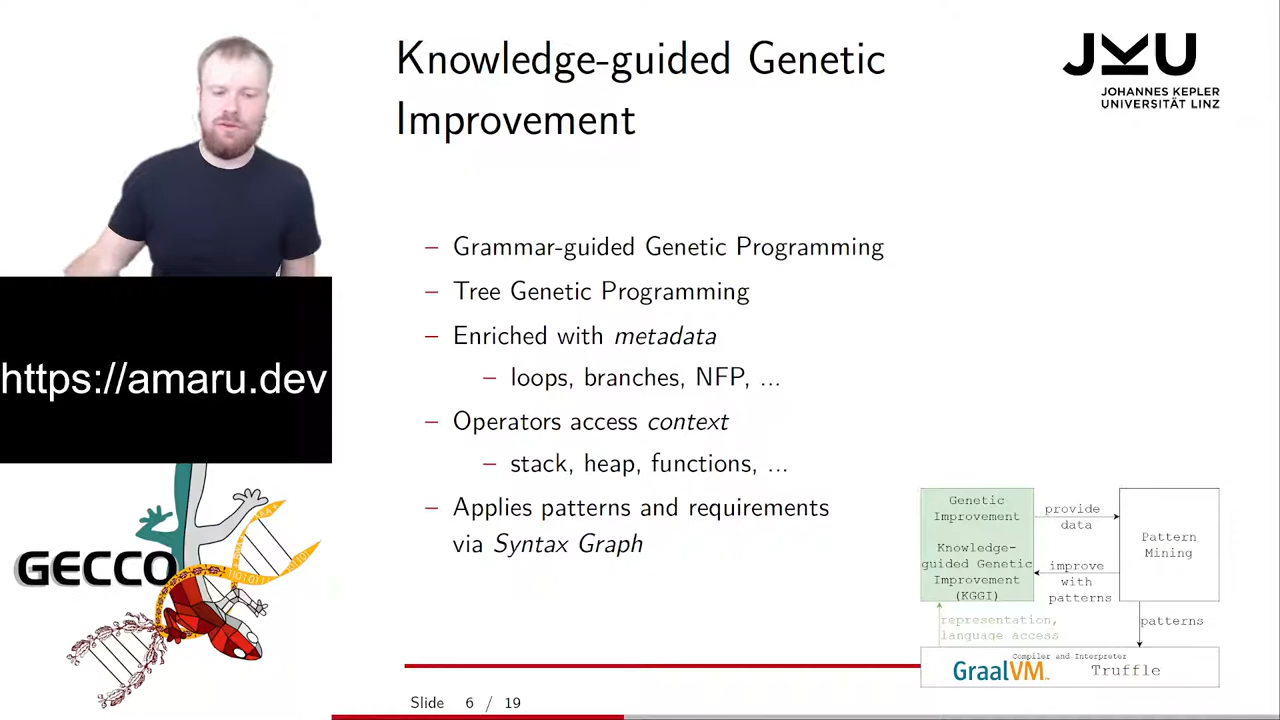 Knowledge-guided Genetic
Improvement
JKU
JOHANNES KEPLER
UNIVERSITÄT LINZ
– Grammar-guided Genetic Programming
– Tree Genetic Programming
– Enriched with metadata
– loops, branches, NFP, ...
– Operators access context
– stack, heap, functions, ...
– Applies patterns and requirements
via Syntax Graph
https://amaru.dev
GECCO
Genetic
Improvement
Knowledge-
guided Genetic
Improvement
(KGGI)
provide
data
improve
with
patterns
Pattern
Mining
representation,
language access
patterns
Compiler and Interpreter
GraalVM™
Truffle
Slide 6 / 19